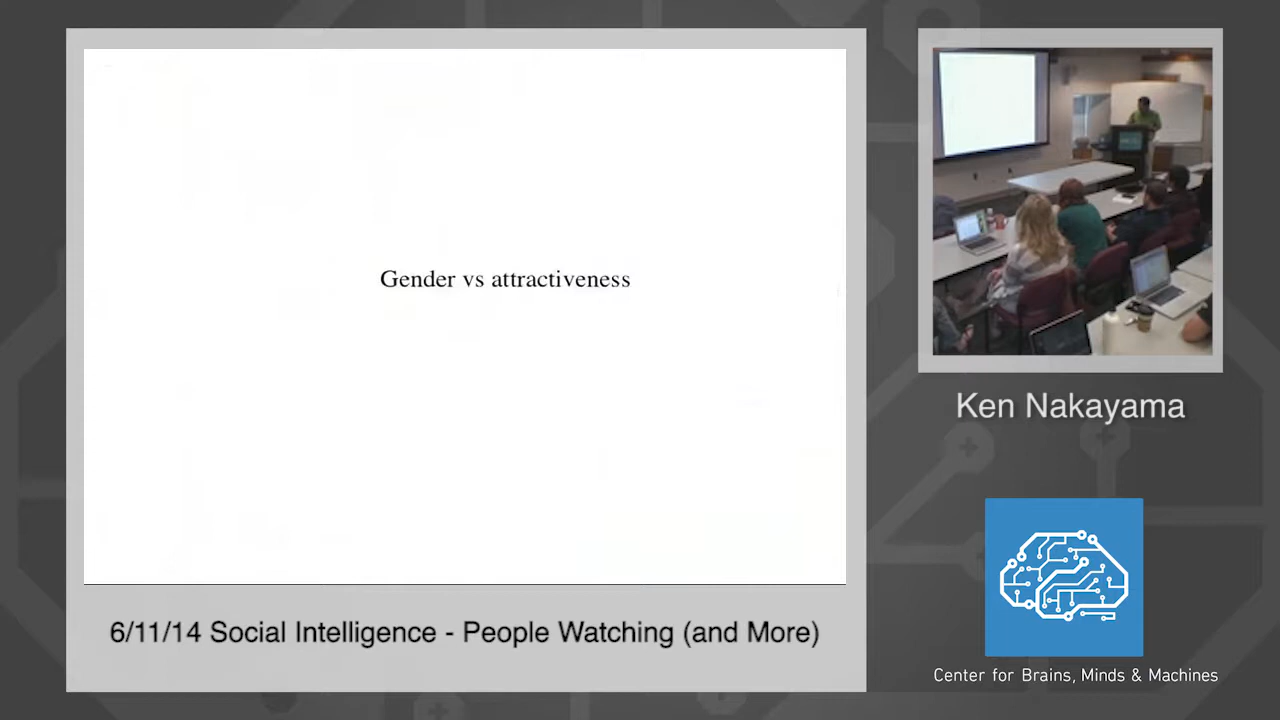 Gender vs attractiveness
6/11/14 Social Intelligence - People Watching (and More)
Ken Nakayama
Center for Brains, Minds & Machines